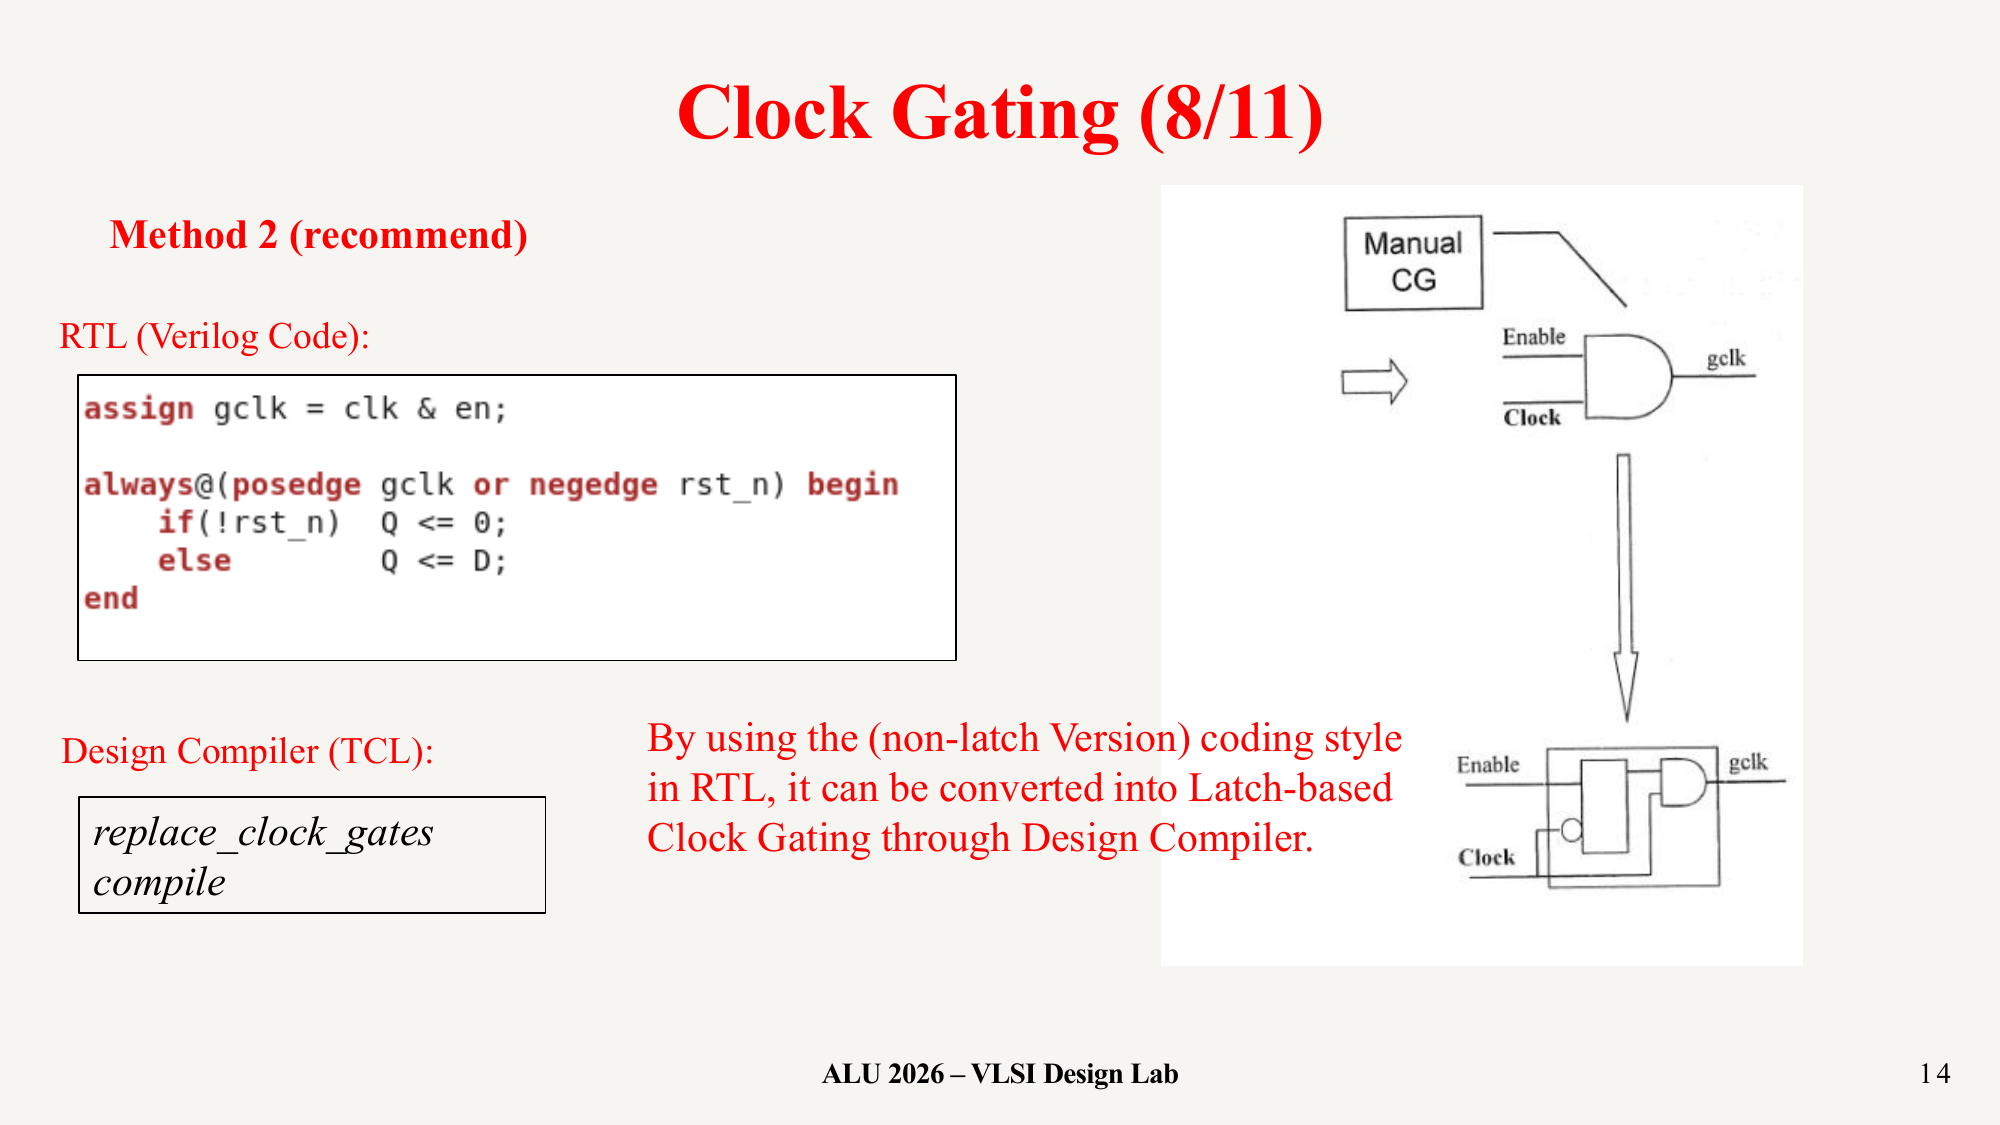 Clock Gating (8/11)
Method 2 (recommend)
RTL (Verilog Code):
assign gclk = clk & en;
always@(posedge gclk or negedge rst_n) begin
    if(!rst_n)  Q <= 0;
    else        Q <= D;
end
Design Compiler (TCL):
replace_clock_gates
compile
By using the (non-latch Version) coding style
in RTL, it can be converted into Latch-based
Clock Gating through Design Compiler.
Manual
CG
Enable
gclk
Clock
Enable
gclk
Clock
ALU 2026 – VLSI Design Lab
14